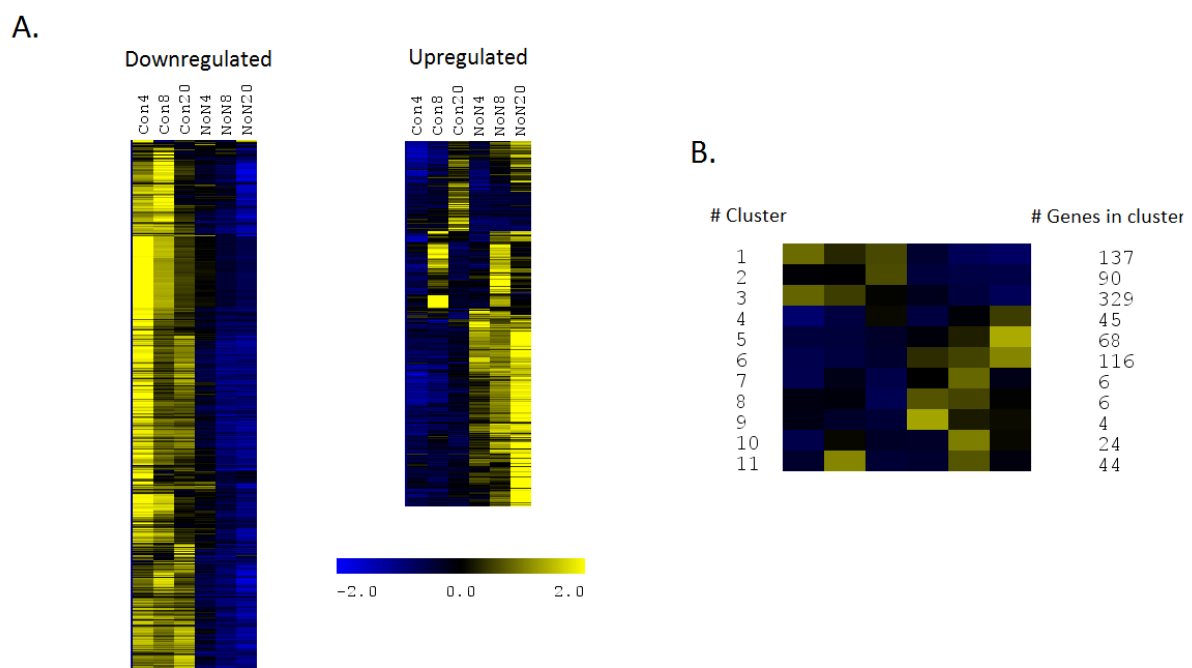 A.
Downregulated
Upregulated
Con4 Con8 Con20 NoN4 NoN8 NoN20
Con4 Con8 Con20 NoN4 NoN8 NoN20
-2.0 0.0 2.0
B.
# Cluster # Genes in cluster
1 137
2 90
3 329
4 45
5 68
6 116
7 6
8 6
9 4
10 24
11 44